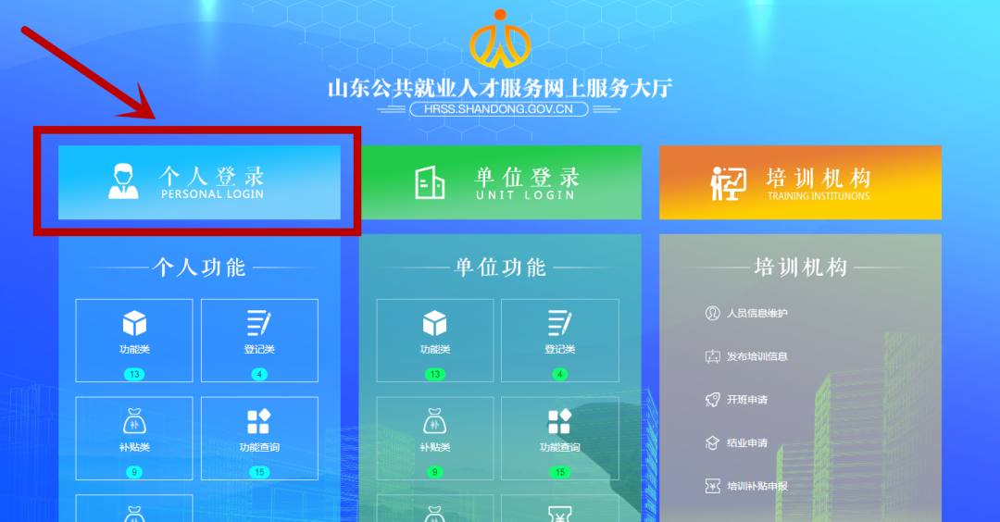 山东公共就业人才服务网上服务大厅
HRSS.SHANDONG.GOV.CN
个人登录
PERSONAL LOGIN
单位登录
UNIT LOGIN
培训机构
TRAINING INSTITUNONS
个人功能
功能类
13
登记类
4
补
补贴类
9
功能查询
15
单位功能
功能类
13
登记类
4
补
补贴类
9
功能查询
15
¥
培训机构
人员信息维护
发布培训信息
开班申请
结业申请
¥
培训补贴申报